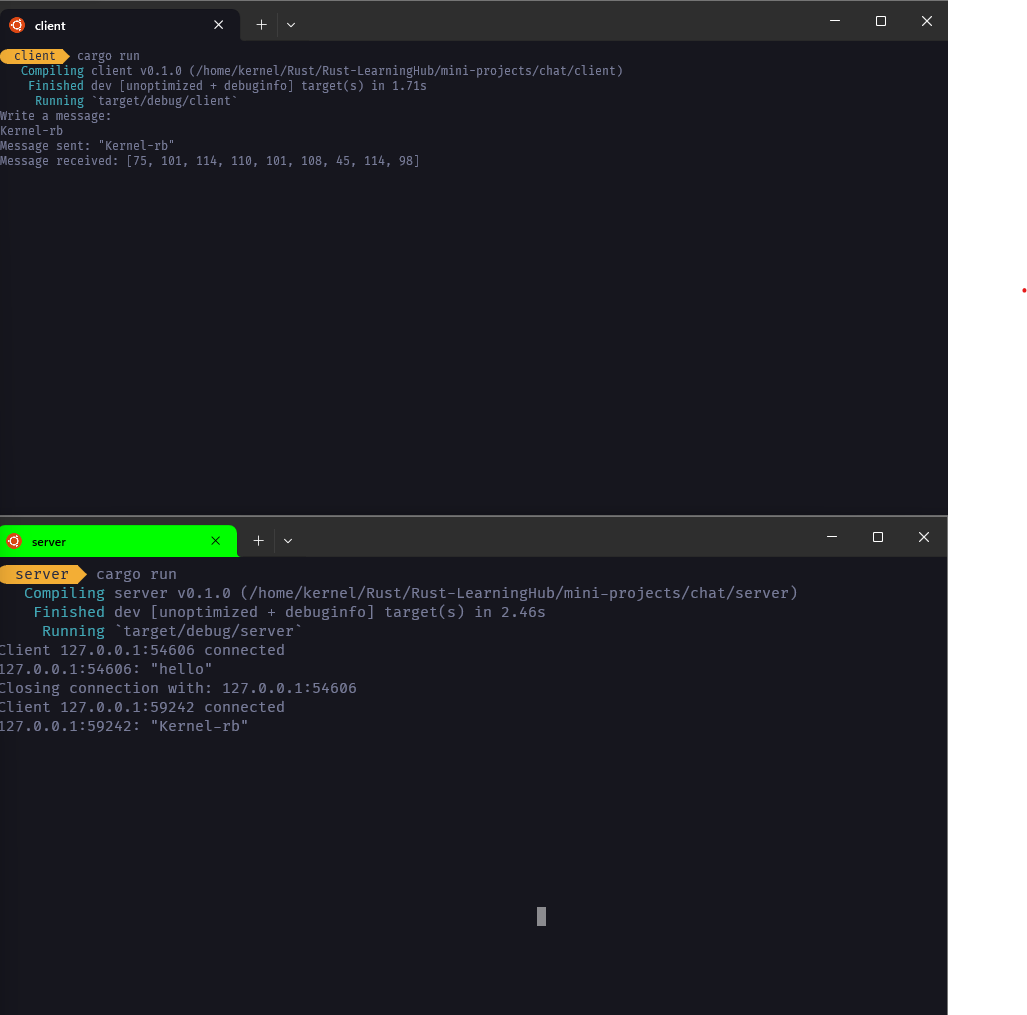 client
client cargo run
Compiling client v0.1.0 (/home/kernel/Rust/Rust-LearningHub/mini-projects/chat/client)
Finished dev [unoptimized + debuginfo] target(s) in 1.71s
Running `target/debug/client`
Write a message:
Kernel-rb
Message sent: "Kernel-rb"
Message received: [75, 101, 114, 110, 101, 108, 45, 114, 98]
server
server cargo run
Compiling server v0.1.0 (/home/kernel/Rust/Rust-LearningHub/mini-projects/chat/server)
Finished dev [unoptimized + debuginfo] target(s) in 2.46s
Running `target/debug/server`
Client 127.0.0.1:54606 connected
127.0.0.1:54606: "hello"
Closing connection with: 127.0.0.1:54606
Client 127.0.0.1:59242 connected
127.0.0.1:59242: "Kernel-rb"